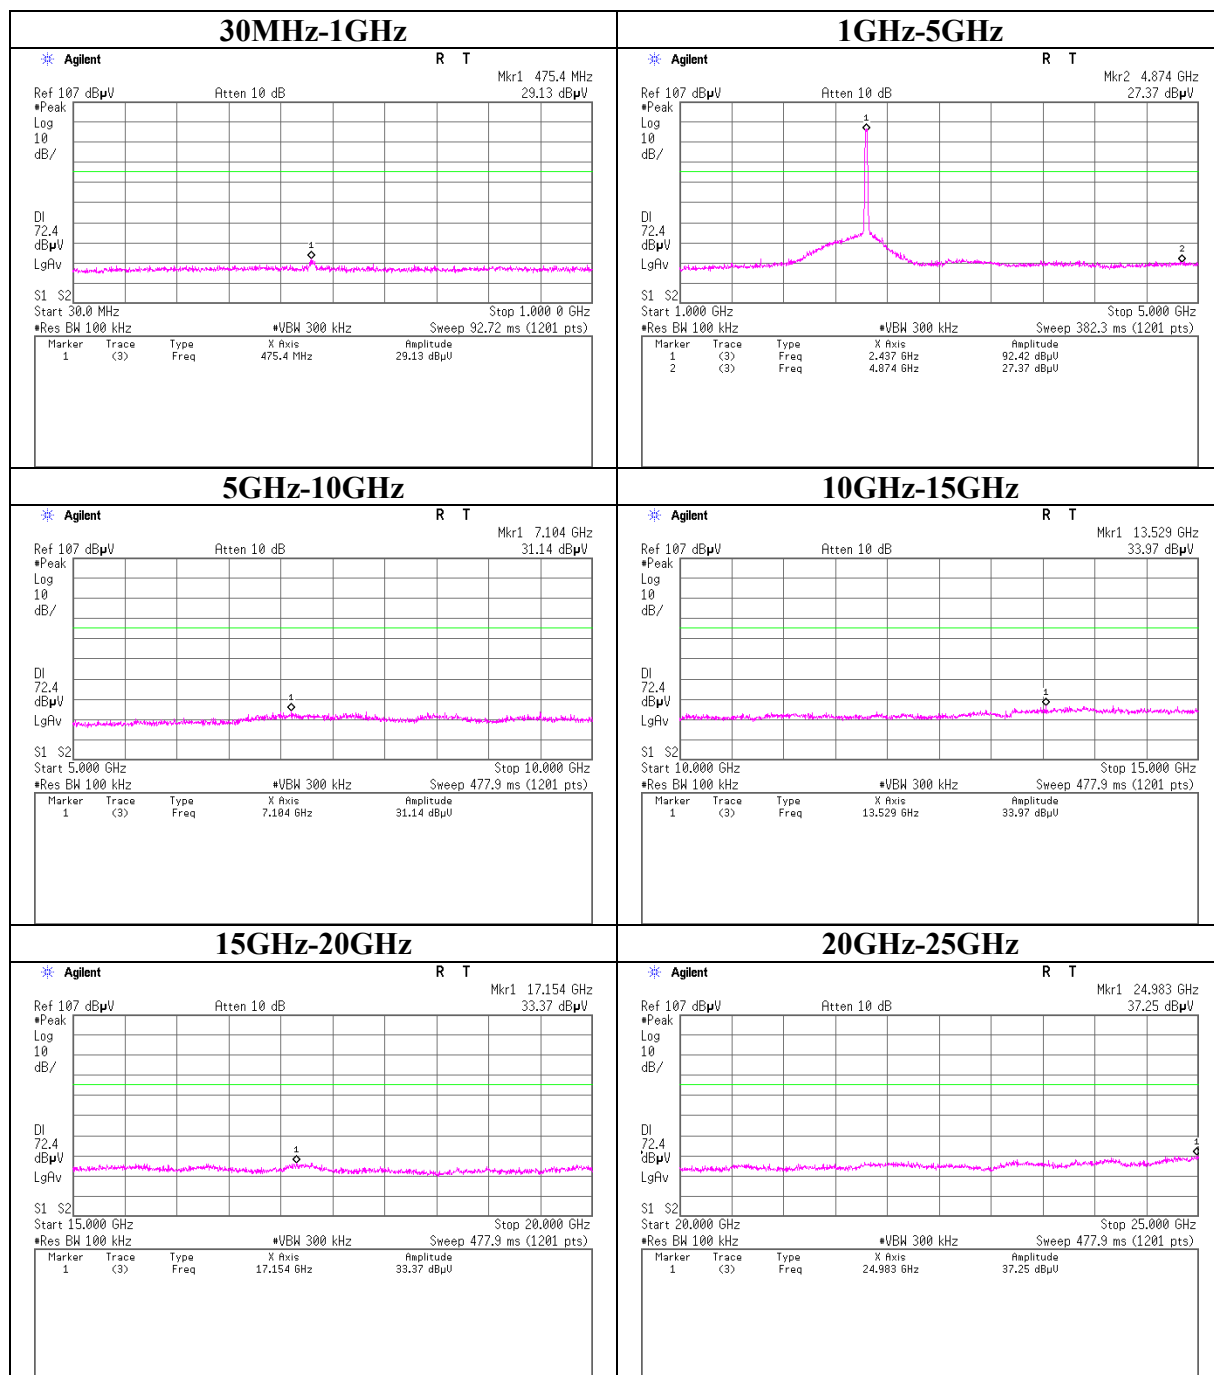 30MHz-1GHz
Agilent R T
Mkr1 475.4 MHz
Ref 107 dBµV Atten 10 dB 29.13 dBµV
#Peak
1
Log
10
dB/
DI
72.4
dBµV
LgAv
S1 S2
Start 30.0 MHz Stop 1.000 0 GHz
#Res BW 100 kHz #VBW 300 kHz Sweep 92.72 ms (1201 pts)
Marker Trace Type X Axis Amplitude
1 (3) Freq 475.4 MHz 29.13 dBµV
1GHz-5GHz
Agilent R T
Mkr2 4.874 GHz
Ref 107 dBµV Atten 10 dB 27.37 dBµV
#Peak
1
Log
10
dB/
DI
72.4
dBµV
2
LgAv
S1 S2
Start 1.000 GHz Stop 5.000 GHz
#Res BW 100 kHz #VBW 300 kHz Sweep 382.3 ms (1201 pts)
Marker Trace Type X Axis Amplitude
1 (3) Freq 2.437 GHz 92.42 dBµV
2 (3) Freq 4.874 GHz 27.37 dBµV
5GHz-10GHz
Agilent R T
Mkr1 7.104 GHz
Ref 107 dBµV Atten 10 dB 31.14 dBµV
#Peak
Log
10
dB/
DI
72.4
1
dBµV
LgAv
S1 S2
Start 5.000 GHz Stop 10.000 GHz
#Res BW 100 kHz #VBW 300 kHz Sweep 477.9 ms (1201 pts)
Marker Trace Type X Axis Amplitude
1 (3) Freq 7.104 GHz 31.14 dBµV
10GHz-15GHz
Agilent R T
Mkr1 13.529 GHz
Ref 107 dBµV Atten 10 dB 33.97 dBµV
#Peak
Log
10
dB/
DI
72.4
1
dBµV
LgAv
S1 S2
Start 10.000 GHz Stop 15.000 GHz
#Res BW 100 kHz #VBW 300 kHz Sweep 477.9 ms (1201 pts)
Marker Trace Type X Axis Amplitude
1 (3) Freq 13.529 GHz 33.97 dBµV
15GHz-20GHz
Agilent R T
Mkr1 17.154 GHz
Ref 107 dBµV Atten 10 dB 33.37 dBµV
#Peak
Log
10
dB/
DI
72.4
1
dBµV
LgAv
S1 S2
Start 15.000 GHz Stop 20.000 GHz
#Res BW 100 kHz #VBW 300 kHz Sweep 477.9 ms (1201 pts)
Marker Trace Type X Axis Amplitude
1 (3) Freq 17.154 GHz 33.37 dBµV
20GHz-25GHz
Agilent R T
Mkr1 24.983 GHz
Ref 107 dBµV Atten 10 dB 37.25 dBµV
#Peak
Log
10
dB/
DI
72.4
1
dBµV
LgAv
S1 S2
Start 20.000 GHz Stop 25.000 GHz
#Res BW 100 kHz #VBW 300 kHz Sweep 477.9 ms (1201 pts)
Marker Trace Type X Axis Amplitude
1 (3) Freq 24.983 GHz 37.25 dBµV